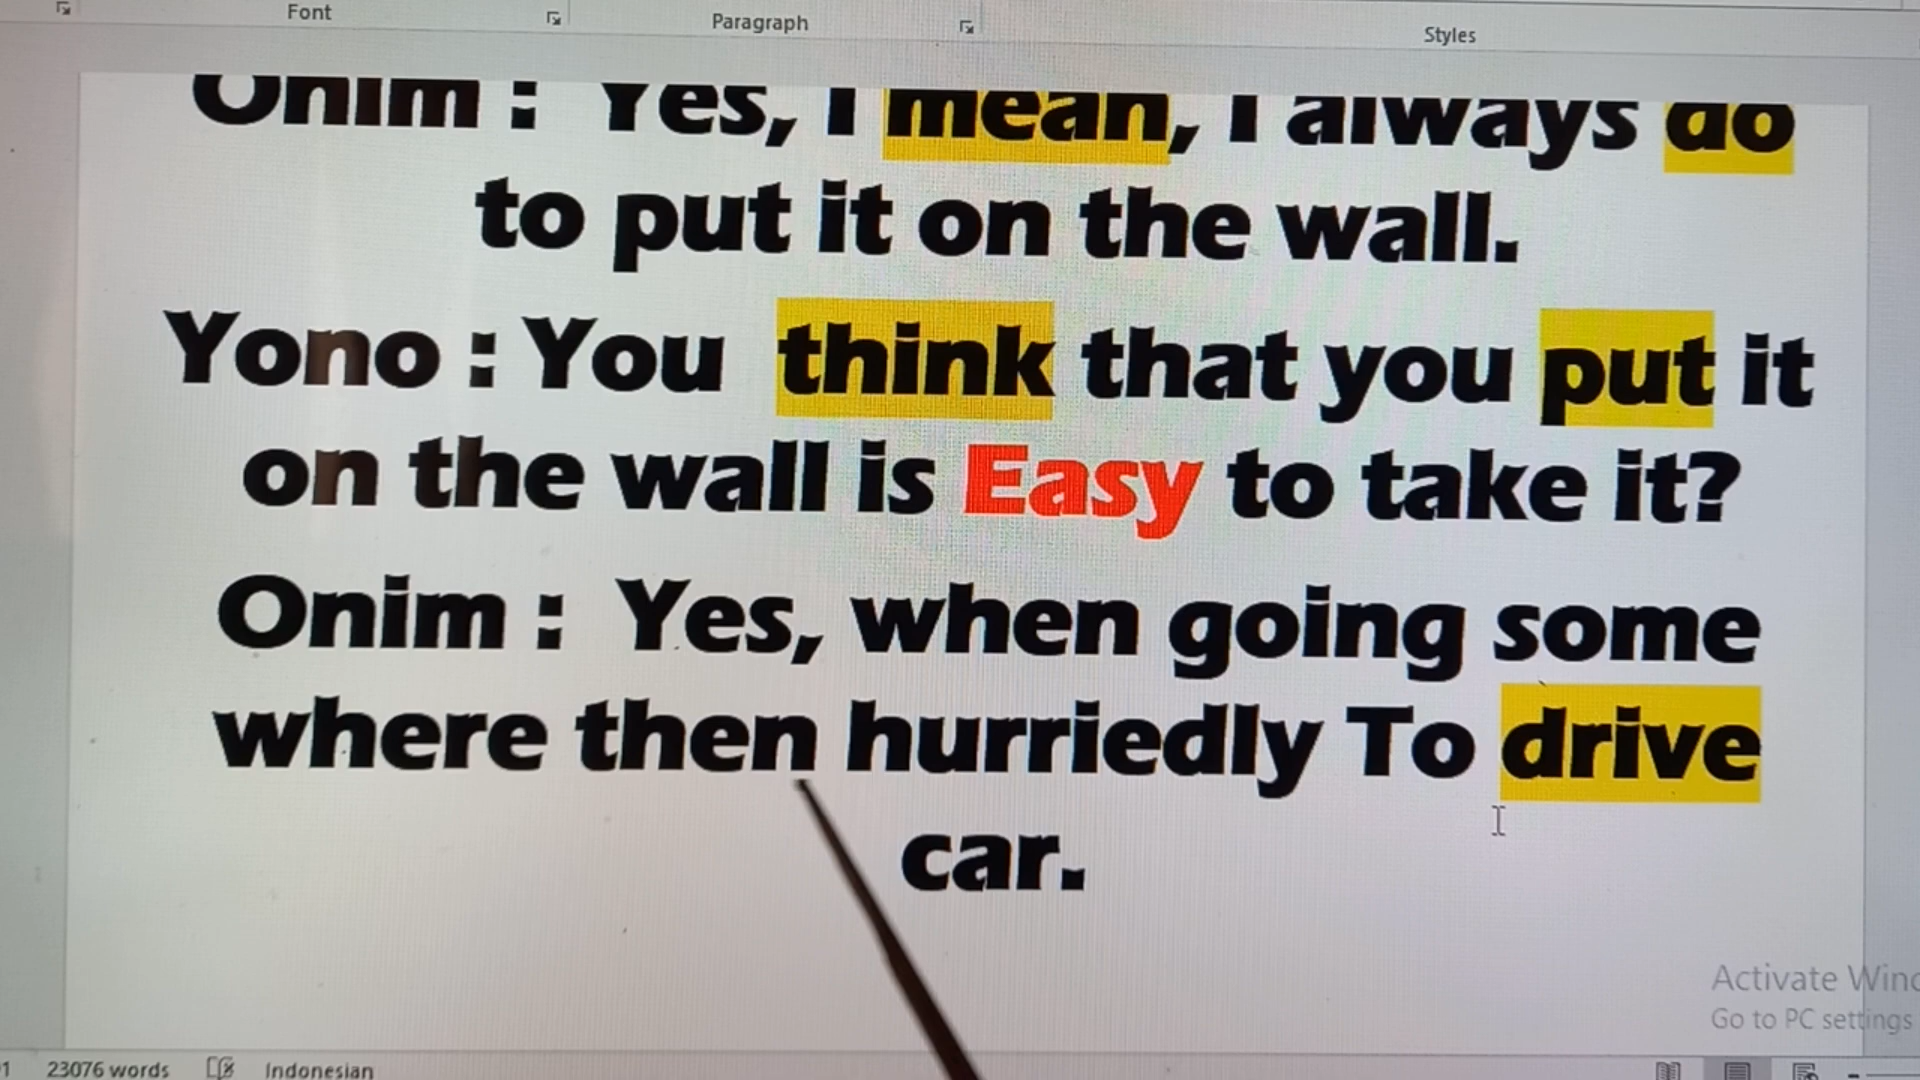 Font
Paragraph
Styles
Onim : Yes, I mean, I always do
to put it on the wall.
Yono : You think that you put it
on the wall is Easy to take it?
Onim : Yes, when going some
where then hurriedly To drive
car.
Activate Wind
Go to PC settings
1 23076 words Indonesian